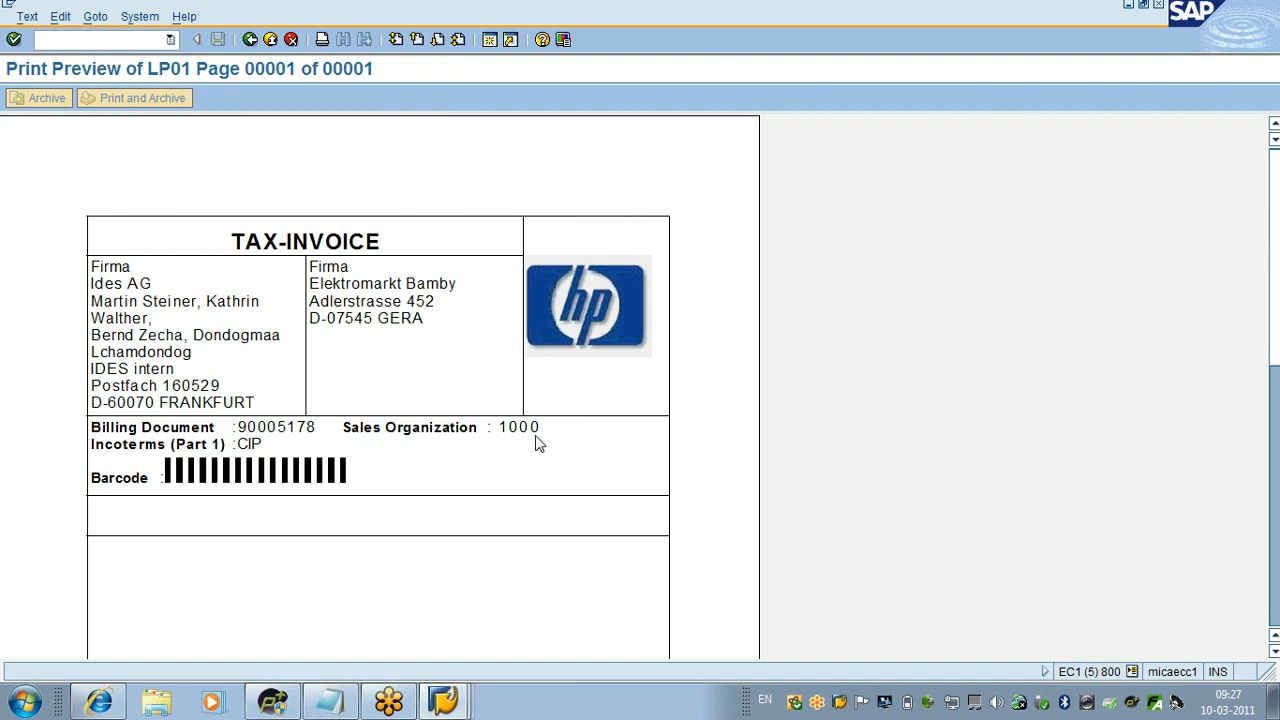 Text Edit Goto System Help
SAP
Print Preview of LP01 Page 00001 of 00001
Archive Print and Archive
TAX-INVOICE
Firma
Ides AG
Martin Steiner, Kathrin
Walther,
Bernd Zecha, Dondogmaa
Lchamdondog
IDES intern
Postfach 160529
D-60070 FRANKFURT
Firma
Elektromarkt Bamby
Adlerstrasse 452
D-07545 GERA
hp
Billing Document :90005178 Sales Organization : 1000
Incoterms (Part 1) :CIP
Barcode :
EC1 (5) 800 micaecc1 INS
EN
09:27
10-03-2011